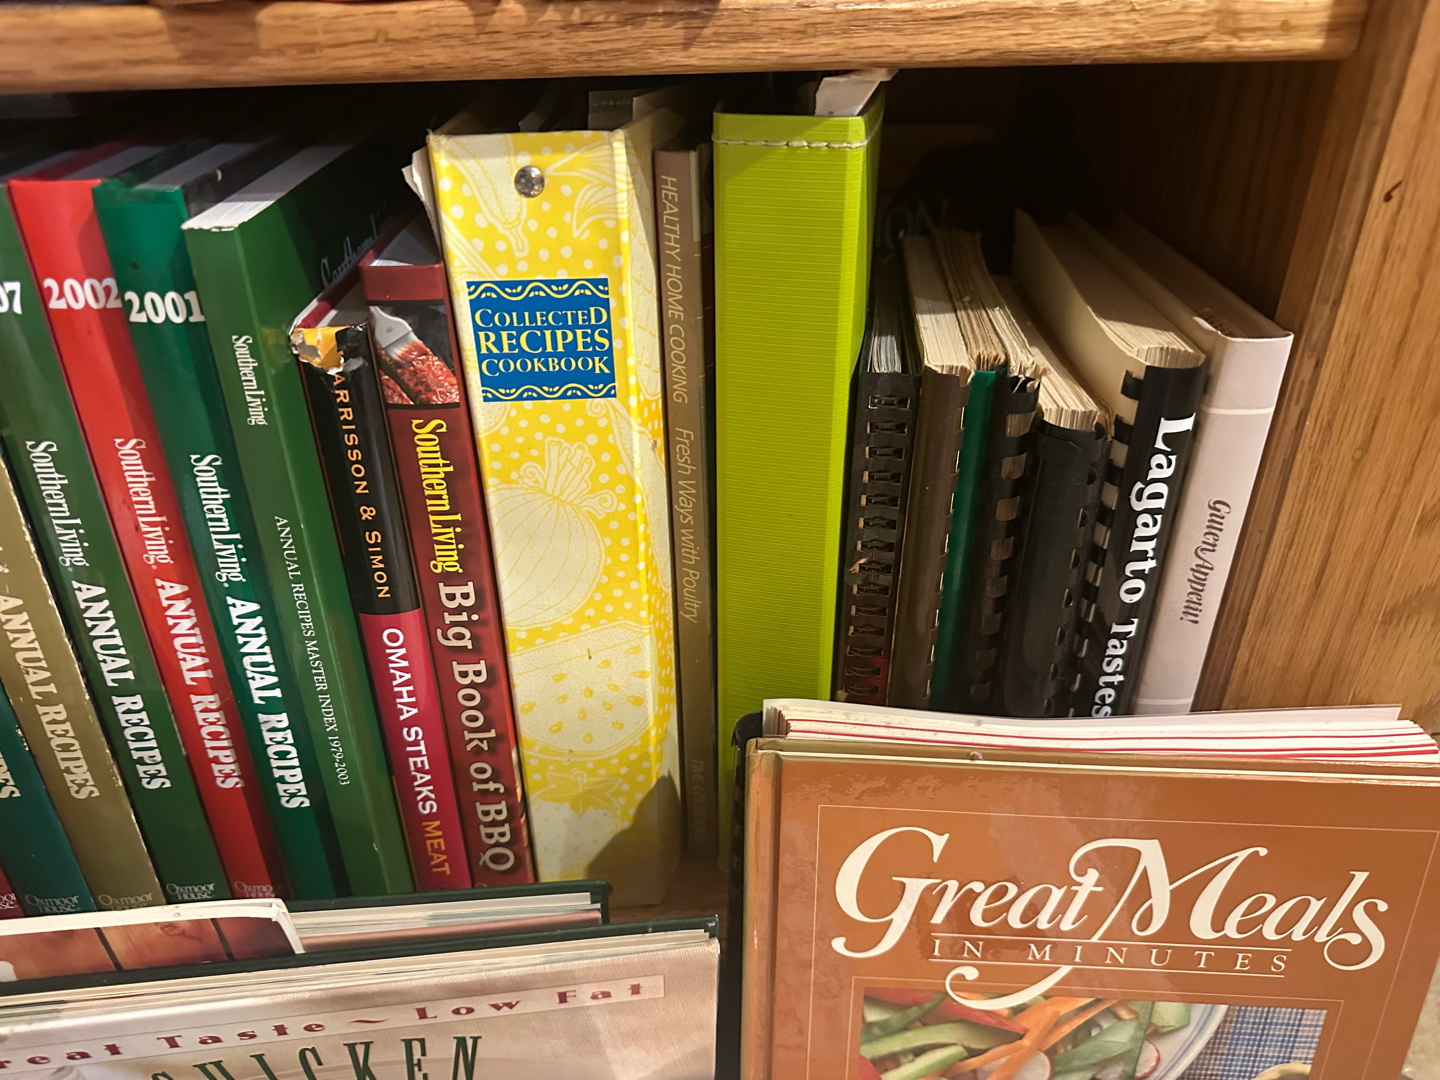 07
Southern Living
ANNUAL RECIPES
2002
Southern Living
ANNUAL RECIPES
2001
Southern Living
ANNUAL RECIPES
Southern Living
ANNUAL RECIPES MASTER INDEX 1979-2003
ANNUAL RECIPES
Oxmoor
House
Oxmoor
House
Oxmoor
House
ARRISSON & SIMON
OMAHA STEAKS MEAT
Southern Living
Big Book of BBQ
COLLECTED
RECIPES
COOKBOOK
HEALTHY HOME COOKING Fresh Ways with Poultry
Lagarto Tastes
Guten Appetit!
Great Meals
IN MINUTES
reat Taste ~ Low Fat
CHICKEN